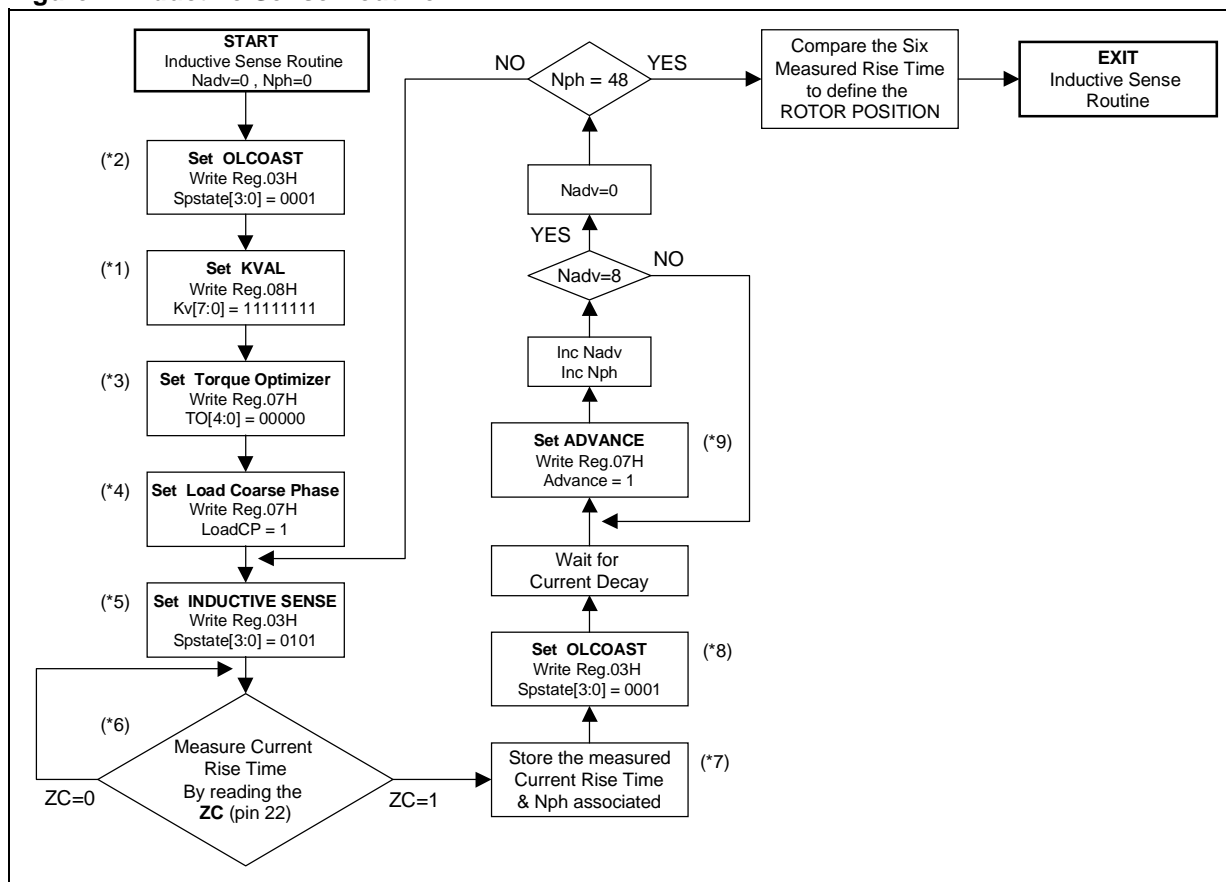 START
Inductive Sense Routine
Nadv=0 , Nph=0
(*2)
Set OLCOAST
Write Reg.03H
Spstate[3:0] = 0001
(*1)
Set KVAL
Write Reg.08H
Kv[7:0] = 11111111
(*3)
Set Torque Optimizer
Write Reg.07H
TO[4:0] = 00000
(*4)
Set Load Coarse Phase
Write Reg.07H
LoadCP = 1
(*5)
Set INDUCTIVE SENSE
Write Reg.03H
Spstate[3:0] = 0101
(*6)
Measure Current
Rise Time
By reading the
ZC (pin 22)
ZC=0
ZC=1
Store the measured
Current Rise Time
& Nph associated
(*7)
Set OLCOAST
Write Reg.03H
Spstate[3:0] = 0001
(*8)
Wait for
Current Decay
Set ADVANCE
Write Reg.07H
Advance = 1
(*9)
Inc Nadv
Inc Nph
Nadv=8
YES
NO
Nadv=0
Nph = 48
NO
YES
Compare the Six
Measured Rise Time
to define the
ROTOR POSITION
EXIT
Inductive Sense
Routine